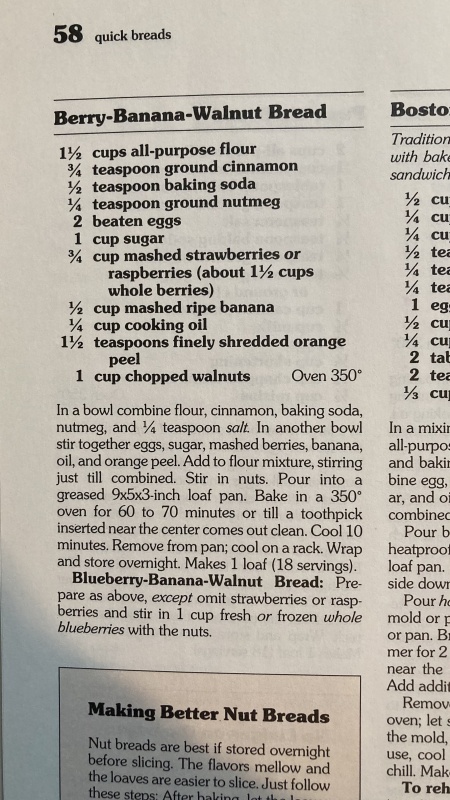 58 quick breads
Berry-Banana-Walnut Bread
1½ cups all-purpose flour
¾ teaspoon ground cinnamon
½ teaspoon baking soda
¼ teaspoon ground nutmeg
2 beaten eggs
1 cup sugar
¾ cup mashed strawberries or
raspberries (about 1½ cups
whole berries)
½ cup mashed ripe banana
¼ cup cooking oil
1½ teaspoons finely shredded orange
peel
1 cup chopped walnuts Oven 350°
In a bowl combine flour, cinnamon, baking soda,
nutmeg, and ¼ teaspoon salt. In another bowl
stir together eggs, sugar, mashed berries, banana,
oil, and orange peel. Add to flour mixture, stirring
just till combined. Stir in nuts. Pour into a
greased 9x5x3-inch loaf pan. Bake in a 350°
oven for 60 to 70 minutes or till a toothpick
inserted near the center comes out clean. Cool 10
minutes. Remove from pan; cool on a rack. Wrap
and store overnight. Makes 1 loaf (18 servings).
Blueberry-Banana-Walnut Bread: Pre-
pare as above, except omit strawberries or rasp-
berries and stir in 1 cup fresh or frozen whole
blueberries with the nuts.
Making Better Nut Breads
Nut breads are best if stored overnight
before slicing. The flavors mellow and
the loaves are easier to slice. Just follow
these steps: After baking, let the
Bosto
Tradition
with bake
sandwich
½ cu
¼ cu
¼ cu
½ tea
¼ tea
¼ tea
1 eg
½ cu
¼ cu
2 tab
2 tea
⅓ cu
In a mixin
all-purpos
and bakin
bine egg,
ar, and oi
combined
Pour b
heatproof
loaf pan.
side down
Pour ho
mold or p
or pan. Br
mer for 2
near the
Add addit
Remov
oven; let s
the mold,
use, cool
chill. Mak
To reh